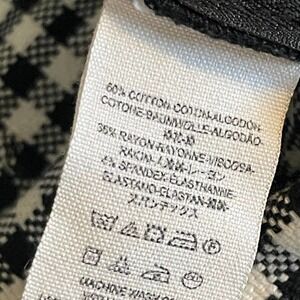 60% COTTON-COTON-ALGODÓN
COTONE-BAUMWOLLE-ALGODÃO-
36% RAYON-RAYONNE-VISCOSA-
4% SPANDEX-ELASTHANNE
ELASTANO-ELASTAN-
スパンデックス
MACHINE WASH